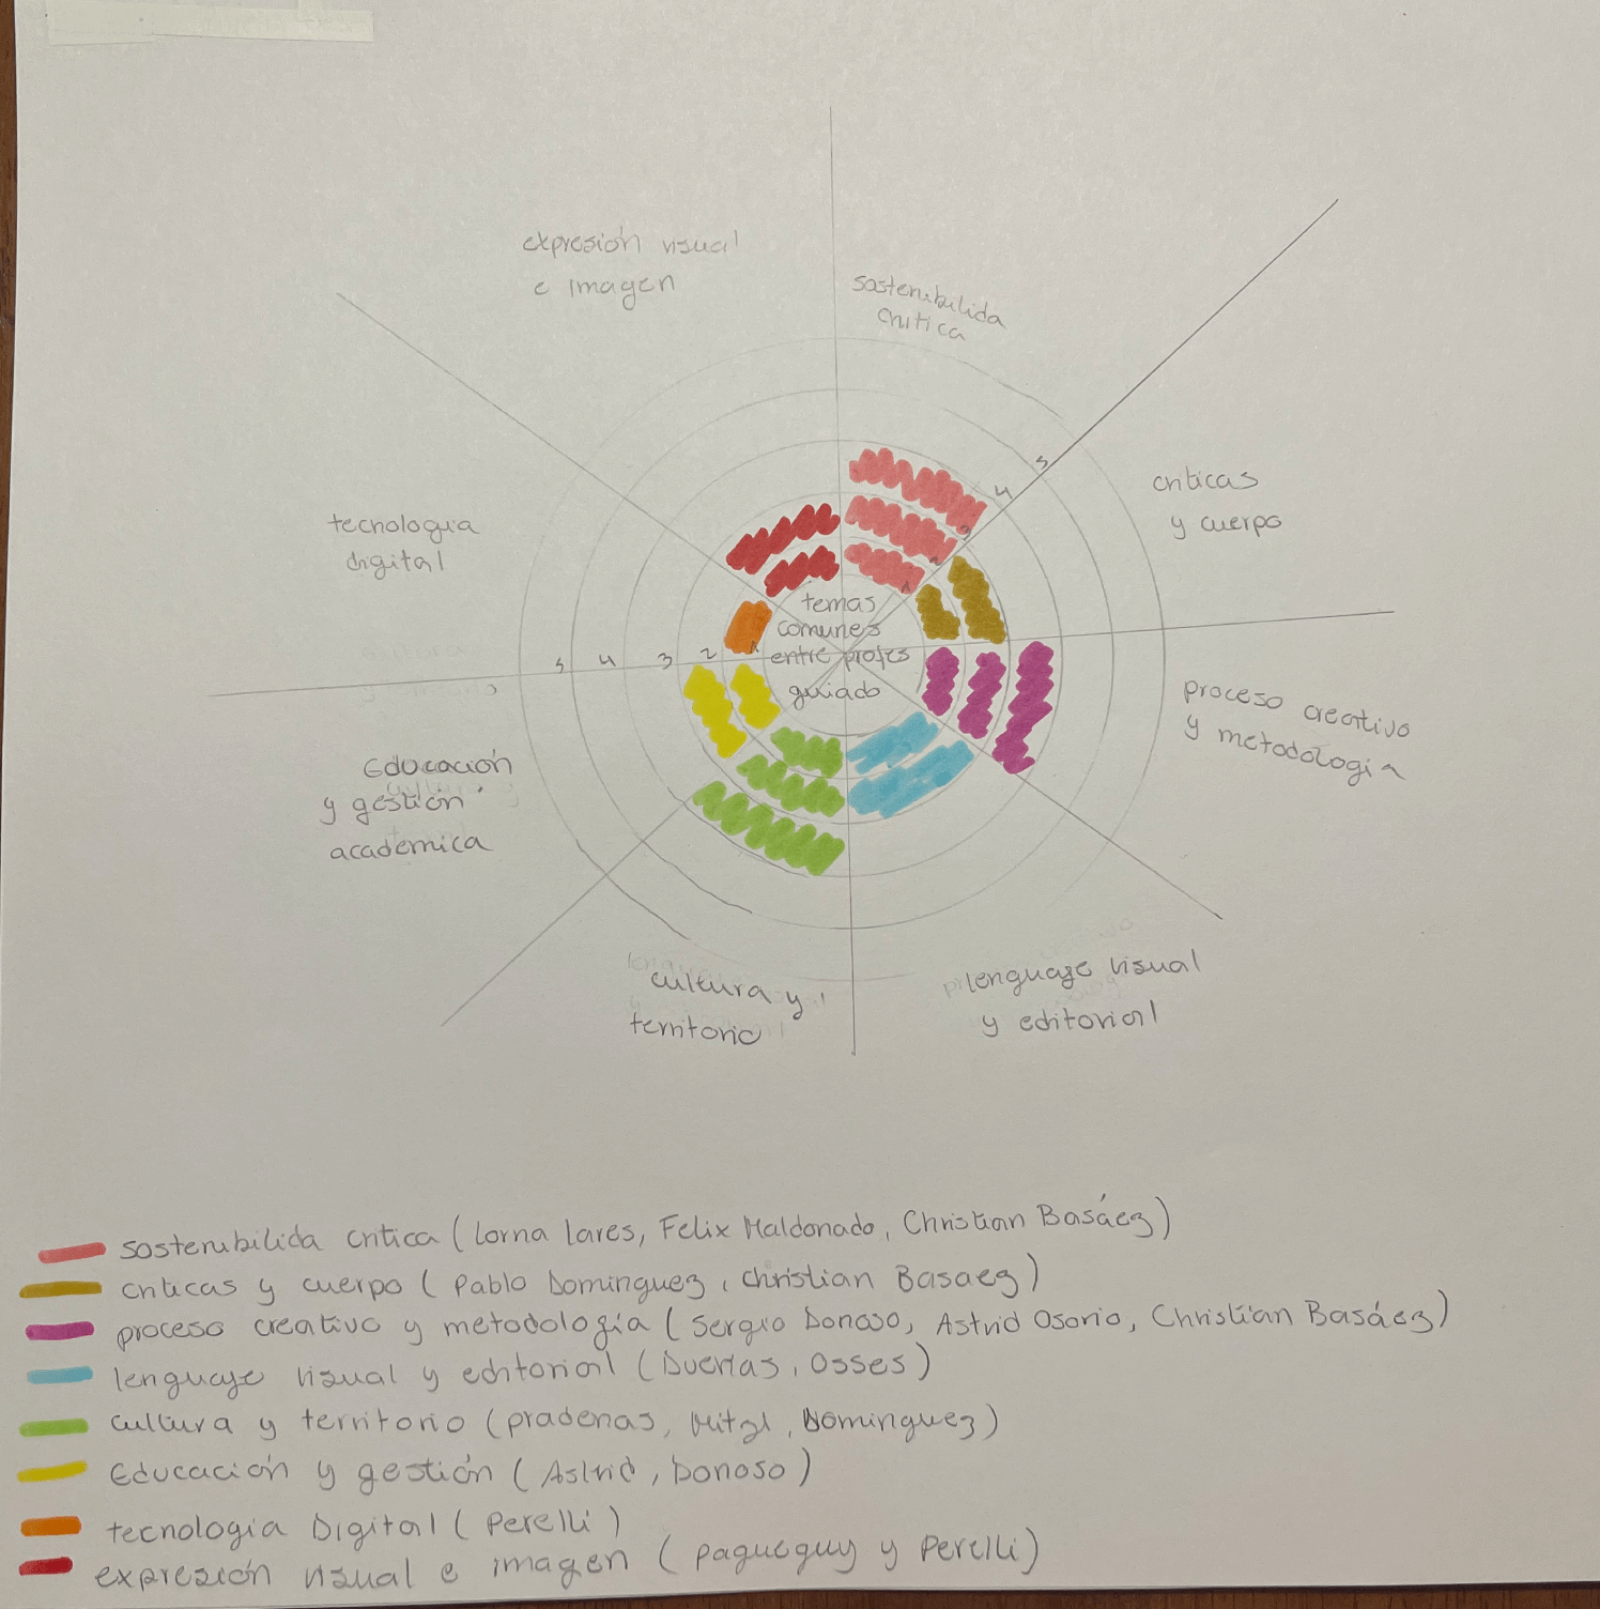 expresión visual
e imagen
sostenibilida
critica
criticas
y cuerpo
tecnologia
digital
5
4
3
2
1
temas
comunes
entre profes
guiado
1
2
3
4
5
proceso creativo
y metodologia
Educación
y gestión
academica
cultura y
territorio
lenguaje visual
y editorial
sostenibilida critica (Lorna Lares, Felix Maldonado, Christian Basáez)
criticas y cuerpo (Pablo Dominguez, Christian Basaez)
proceso creativo y metodología (Sergio Donoso, Astrid Osorio, Christian Basáez)
lenguaje visual y editorial (Dueñas, Osses)
cultura y territorio (pradenas, Dominguez)
Educación y gestión (Astrid, Donoso)
tecnologia Digital (Perelli)
expresión visual e imagen (pagueguy y Perelli)